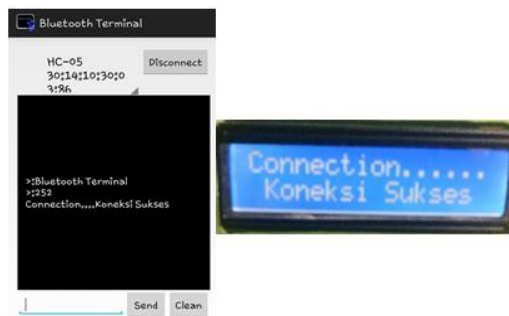 Bluetooth Terminal
HC-05
30:14:10:30:0
3:86
Disconnect
>:Bluetooth Terminal
>:252
Connection,,,,Koneksi Sukses
Send
Clean
Connection......
Koneksi Sukses